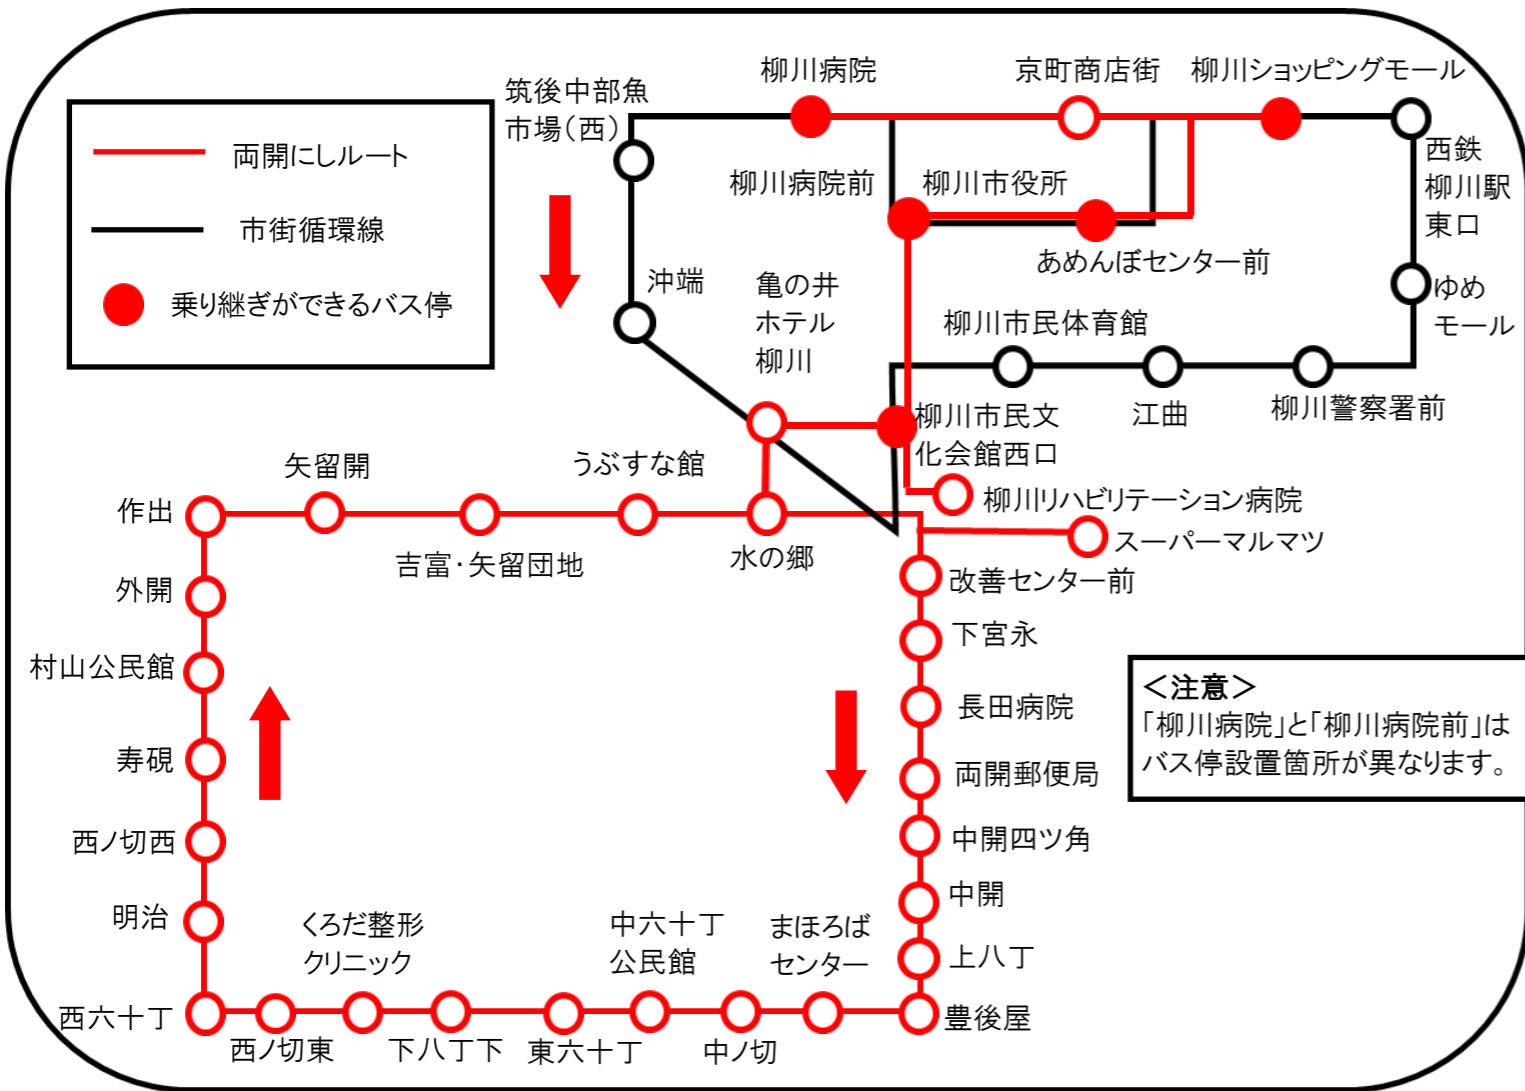 両開にしルート
市街循環線
乗り継ぎができるバス停
筑後中部魚
市場(西)
柳川病院
京町商店街
柳川ショッピングモール
西鉄
柳川駅
東口
柳川病院前
柳川市役所
あめんぼセンター前
沖端
亀の井
ホテル
柳川
ゆめ
モール
柳川市民体育館
江曲
柳川警察署前
柳川市民文
化会館西口
柳川リハビリテーション病院
スーパーマルマツ
作出
矢留開
吉富・矢留団地
うぶすな館
水の郷
改善センター前
下宮永
長田病院
両開郵便局
中開四ツ角
中開
上八丁
豊後屋
外開
村山公民館
寿硯
西ノ切西
明治
西六十丁
西ノ切東
くろだ整形
クリニック
下八丁下
東六十丁
中六十丁
公民館
中ノ切
まほろば
センター
<注意>
「柳川病院」と「柳川病院前」は
バス停設置箇所が異なります。